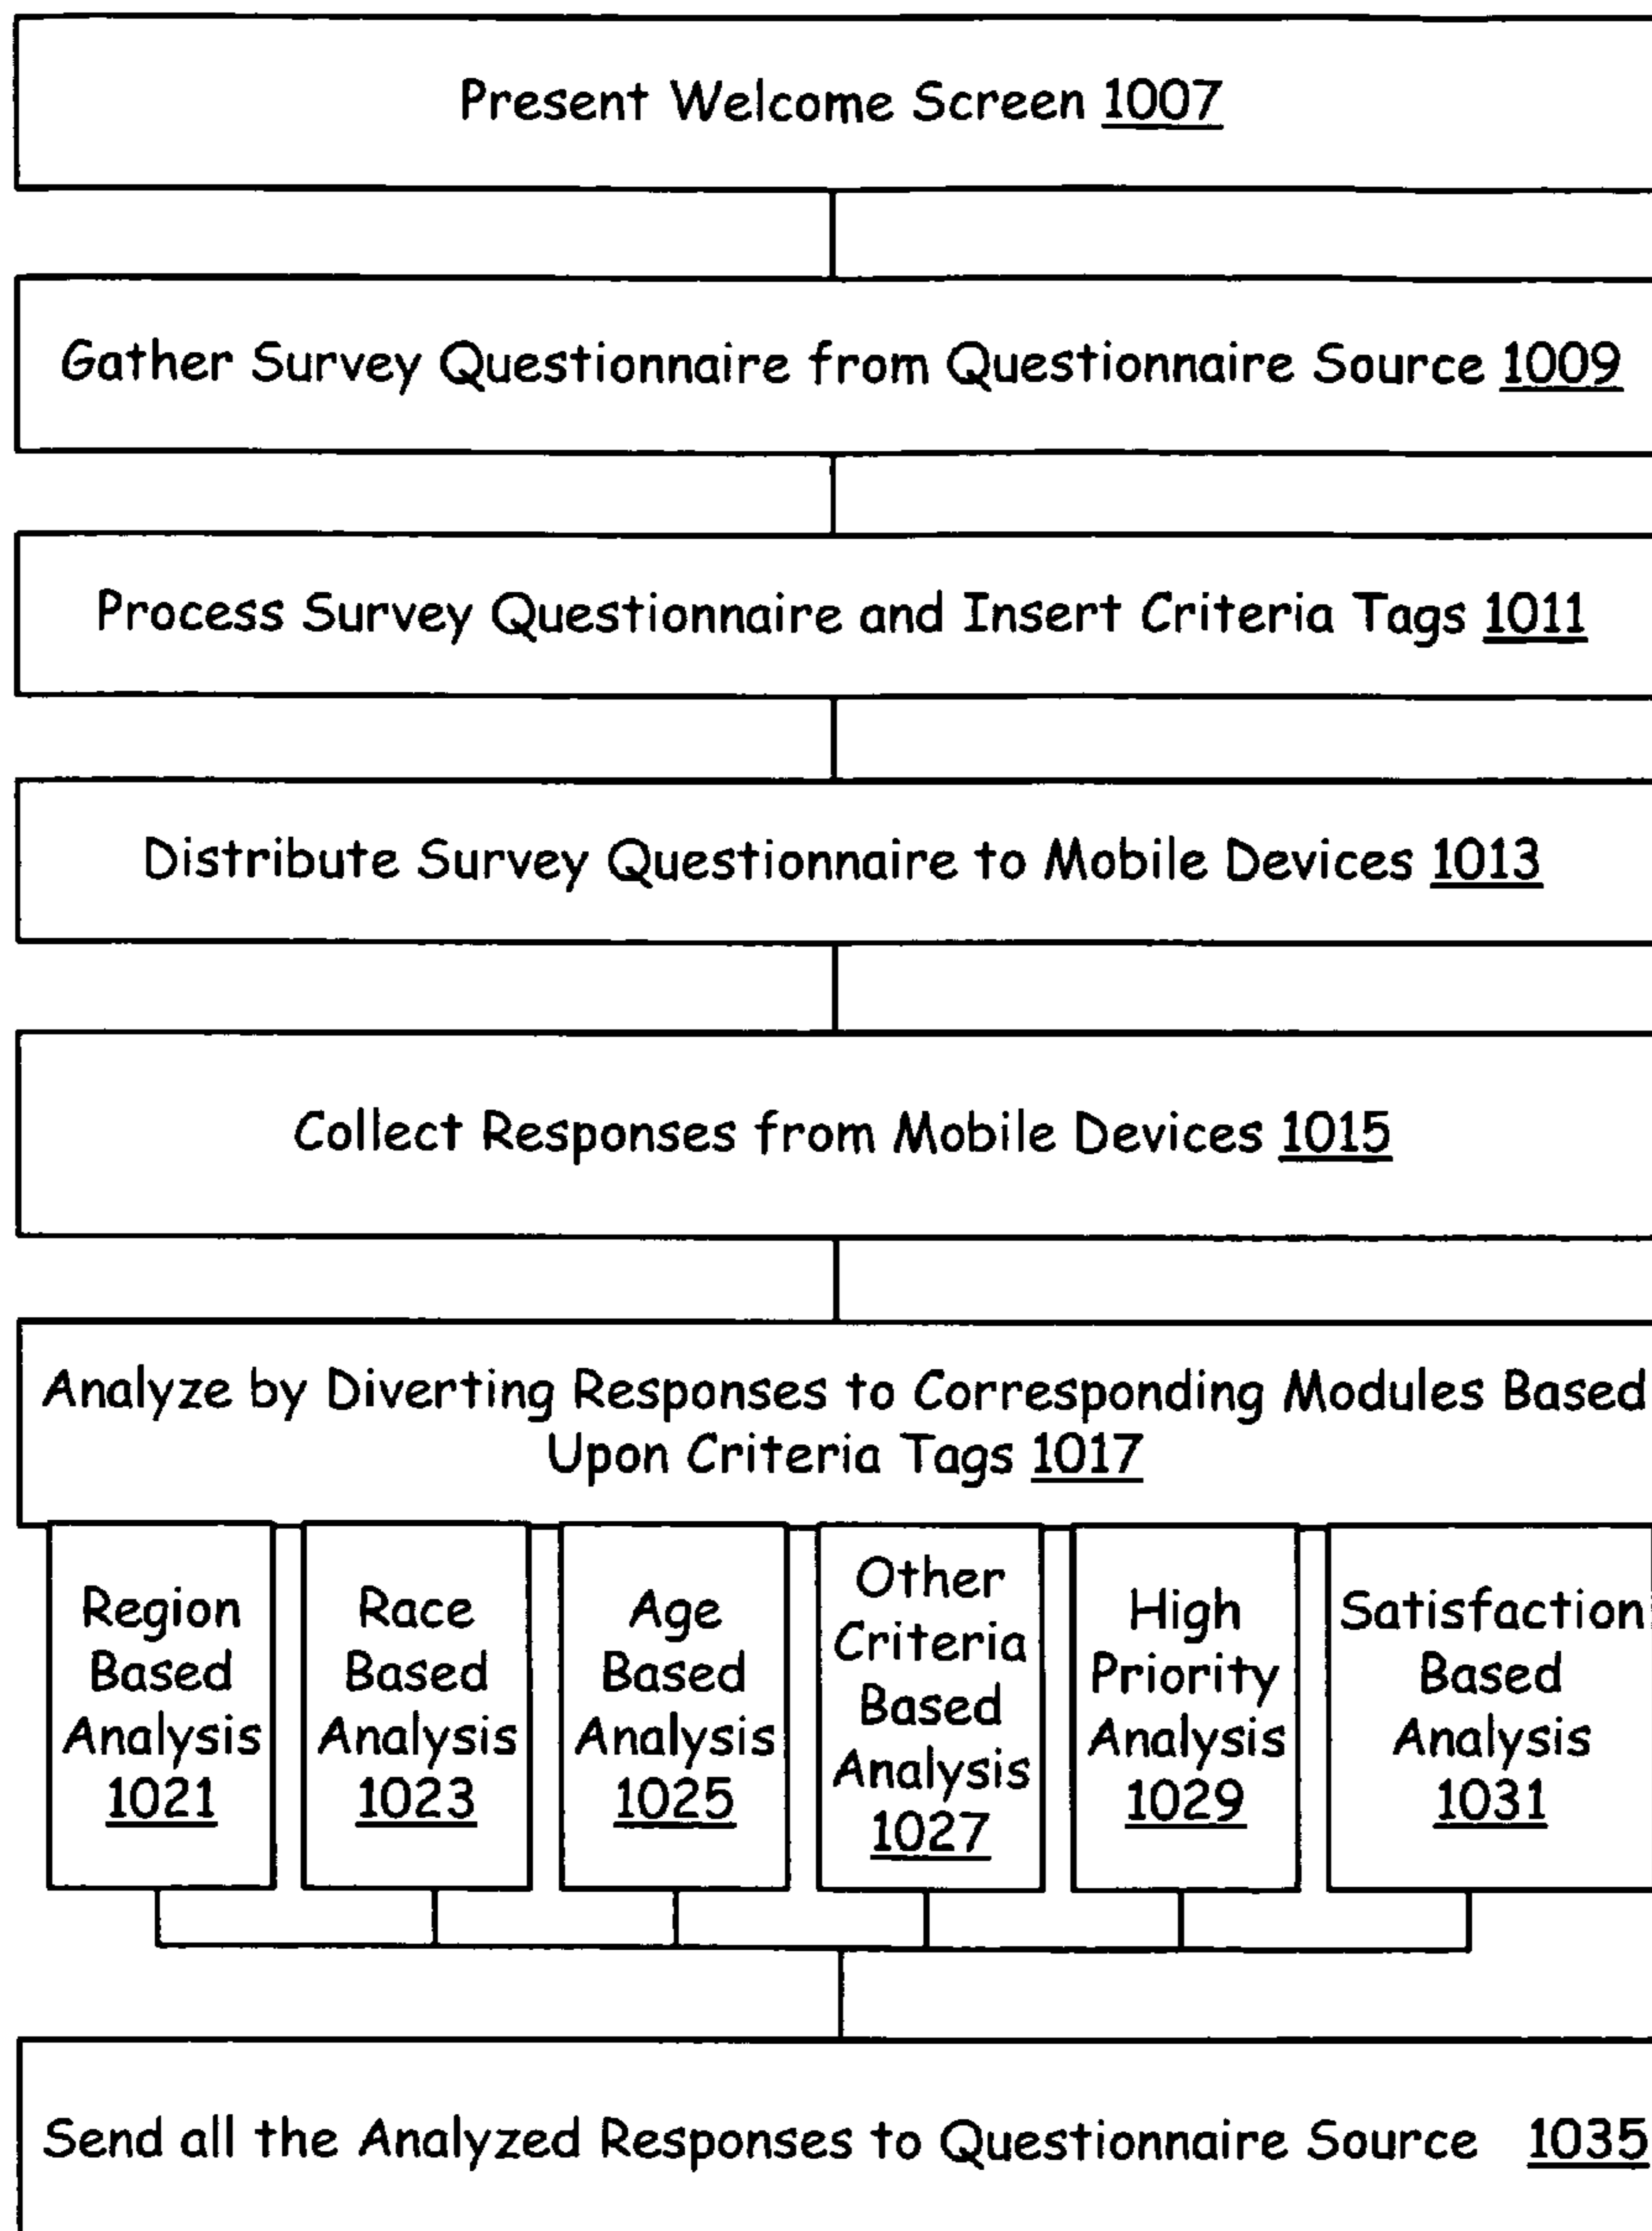 Present Welcome Screen 1007
Gather Survey Questionnaire from Questionnaire Source 1009
Process Survey Questionnaire and Insert Criteria Tags 1011
Distribute Survey Questionnaire to Mobile Devices 1013
Collect Responses from Mobile Devices 1015
Analyze by Diverting Responses to Corresponding Modules Based
Upon Criteria Tags 1017
Region
Based
Analysis
1021
Race
Based
Analysis
1023
Age
Based
Analysis
1025
Other
Criteria
Based
Analysis
1027
High
Priority
Analysis
1029
Satisfaction
Based
Analysis
1031
Send all the Analyzed Responses to Questionnaire Source 1035